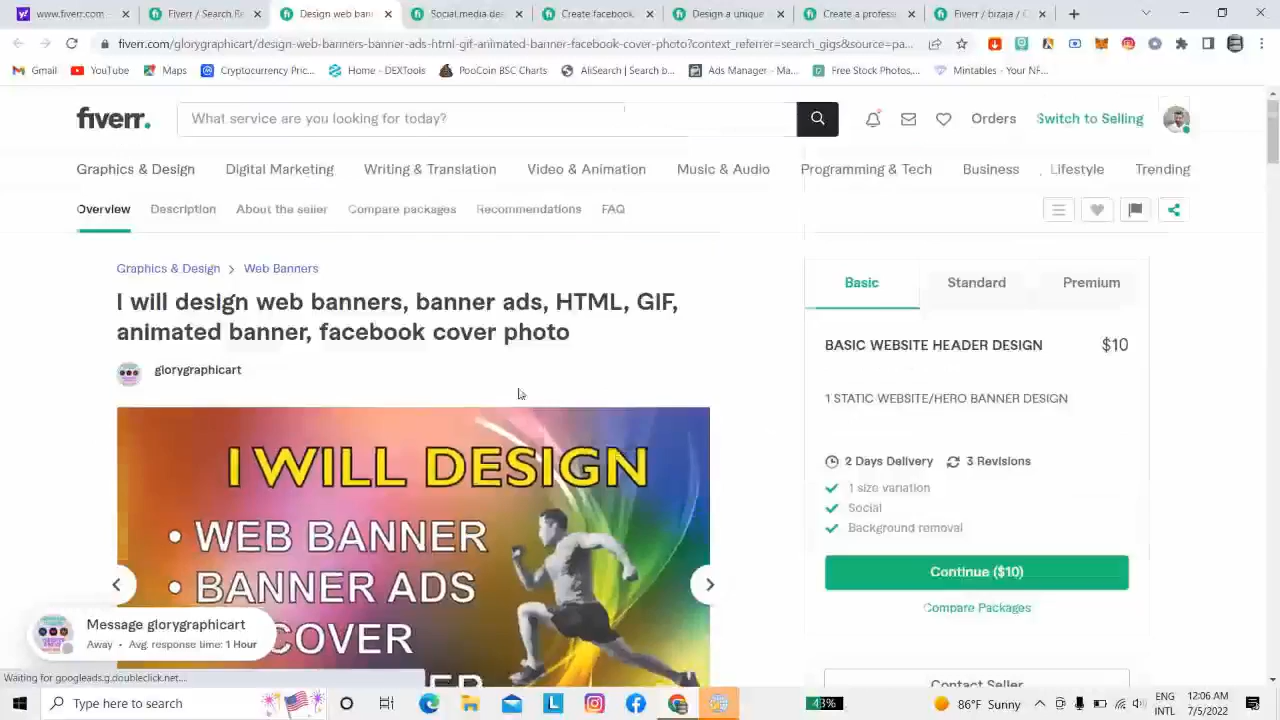 www.yahoo.com
Fiverr / Search Re
Design web ban
Social media de
Create facebook
Design a unique
Create a profess
Fiverr / bizaja / C
fiverr.com/glorygraphicart/design-web-banners-banner-ads-html-gif-animated-banner-facebook-cover-photo?context_referrer=search_gigs&source=pa...
Gmail
YouTube
Maps
Cryptocurrency Pric...
Home - DEXTools
PooCoin BSC Charts
AliSearch | Search b...
Ads Manager - Ma...
Free Stock Photos,...
Mintables - Your NF...
fiverr.
What service are you looking for today?
Orders
Switch to Selling
Graphics & Design
Digital Marketing
Writing & Translation
Video & Animation
Music & Audio
Programming & Tech
Business
Lifestyle
Trending
Overview
Description
About the seller
Compare packages
Recommendations
FAQ
Graphics & Design > Web Banners
I will design web banners, banner ads, HTML, GIF,
animated banner, facebook cover photo
glorygraphicart
I WILL DESIGN
• WEB BANNER
• BANNER ADS
COVER
Basic
Standard
Premium
BASIC WEBSITE HEADER DESIGN
$10
1 STATIC WEBSITE/HERO BANNER DESIGN
2 Days Delivery
3 Revisions
1 size variation
Social
Background removal
Continue ($10)
Compare Packages
Contact Seller
Message glorygraphicart
Away • Avg. response time: 1 Hour
Waiting for googleads.g.doubleclick.net...
Type here to search
43%
86°F Sunny
ENG
INTL
12:06 AM
7/5/2022